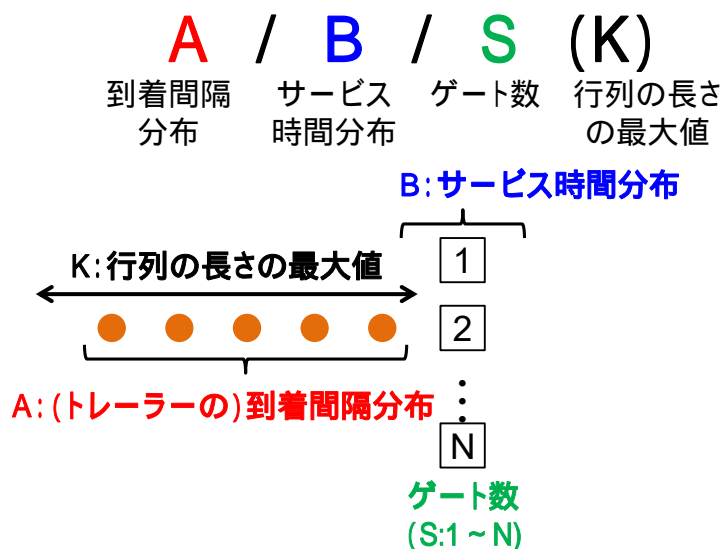 A / B / S (K)
到着間隔 サービス ゲート数 行列の長さ
分布 時間分布 の最大値
B:サービス時間分布
K:行列の長さの最大値
1
2
⋮
A:(トレーラーの)到着間隔分布
N
ゲート数
(S:1~N)